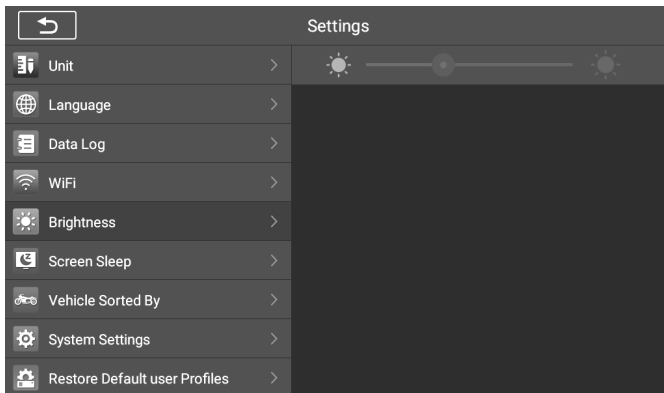 Settings
Unit
Language
Data Log
WiFi
Brightness
Screen Sleep
Vehicle Sorted By
System Settings
Restore Default user Profiles